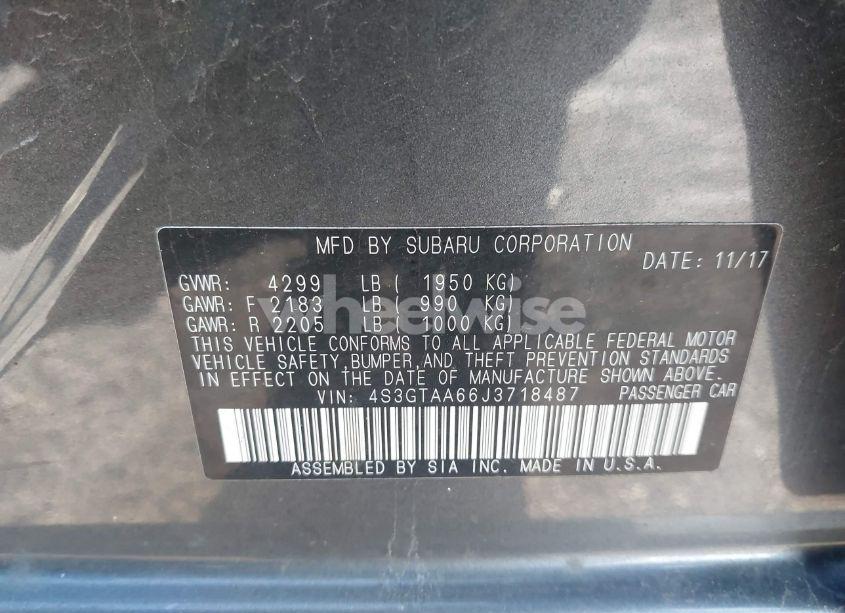 MFD BY SUBARU CORPORATION
DATE: 11/17
GVWR: 4299 LB ( 1950 KG)
GAWR: F 2183 LB ( 990 KG)
GAWR: R 2205 LB ( 1000 KG)
wheelwise
THIS VEHICLE CONFORMS TO ALL APPLICABLE FEDERAL MOTOR
VEHICLE SAFETY,BUMPER,AND THEFT PREVENTION STANDARDS
IN EFFECT ON THE DATE OF MANUFACTURE SHOWN ABOVE.
VIN: 4S3GTAA66J3718487 PASSENGER CAR
ASSEMBLED BY SIA INC. MADE IN U.S.A.